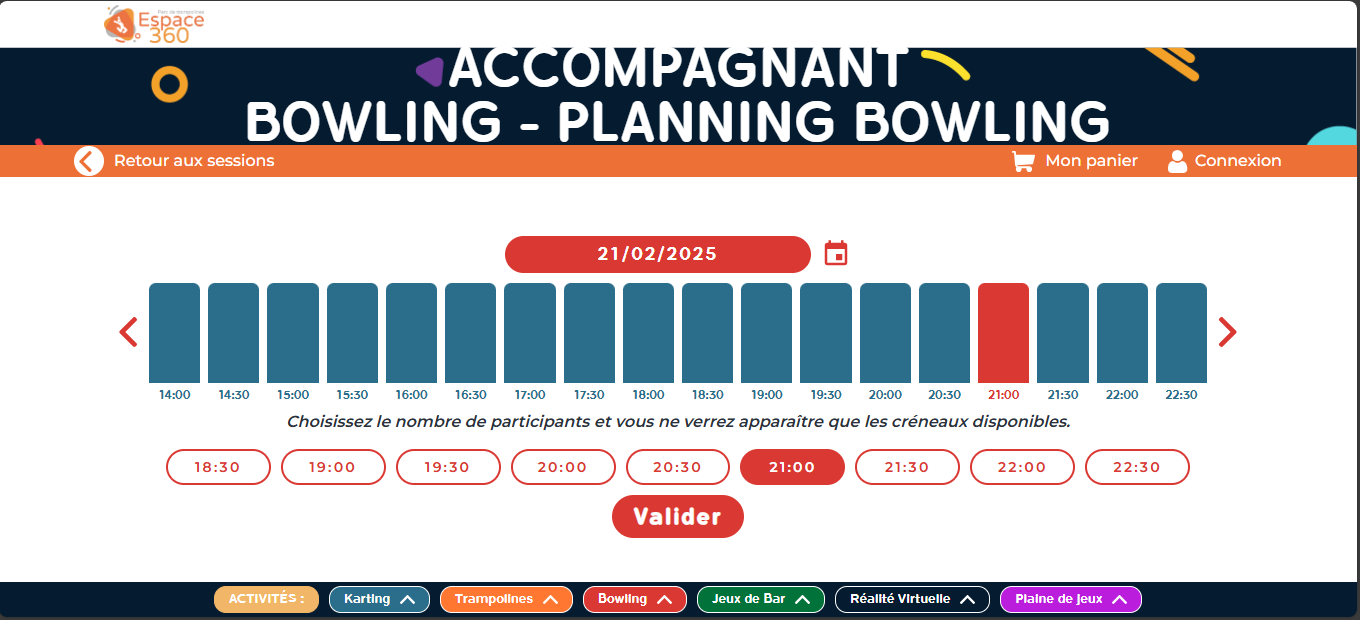 Parc de trampolines
Espace
360
ACCOMPAGNANT
BOWLING - PLANNING BOWLING
Retour aux sessions
Mon panier
Connexion
21/02/2025
14:00 14:30 15:00 15:30 16:00 16:30 17:00 17:30 18:00 18:30 19:00 19:30 20:00 20:30 21:00 21:30 22:00 22:30
Choisissez le nombre de participants et vous ne verrez apparaître que les créneaux disponibles.
18:30 19:00 19:30 20:00 20:30 21:00 21:30 22:00 22:30
Valider
ACTIVITÉS : Karting Trampolines Bowling Jeux de Bar Réalité Virtuelle Plaine de jeux